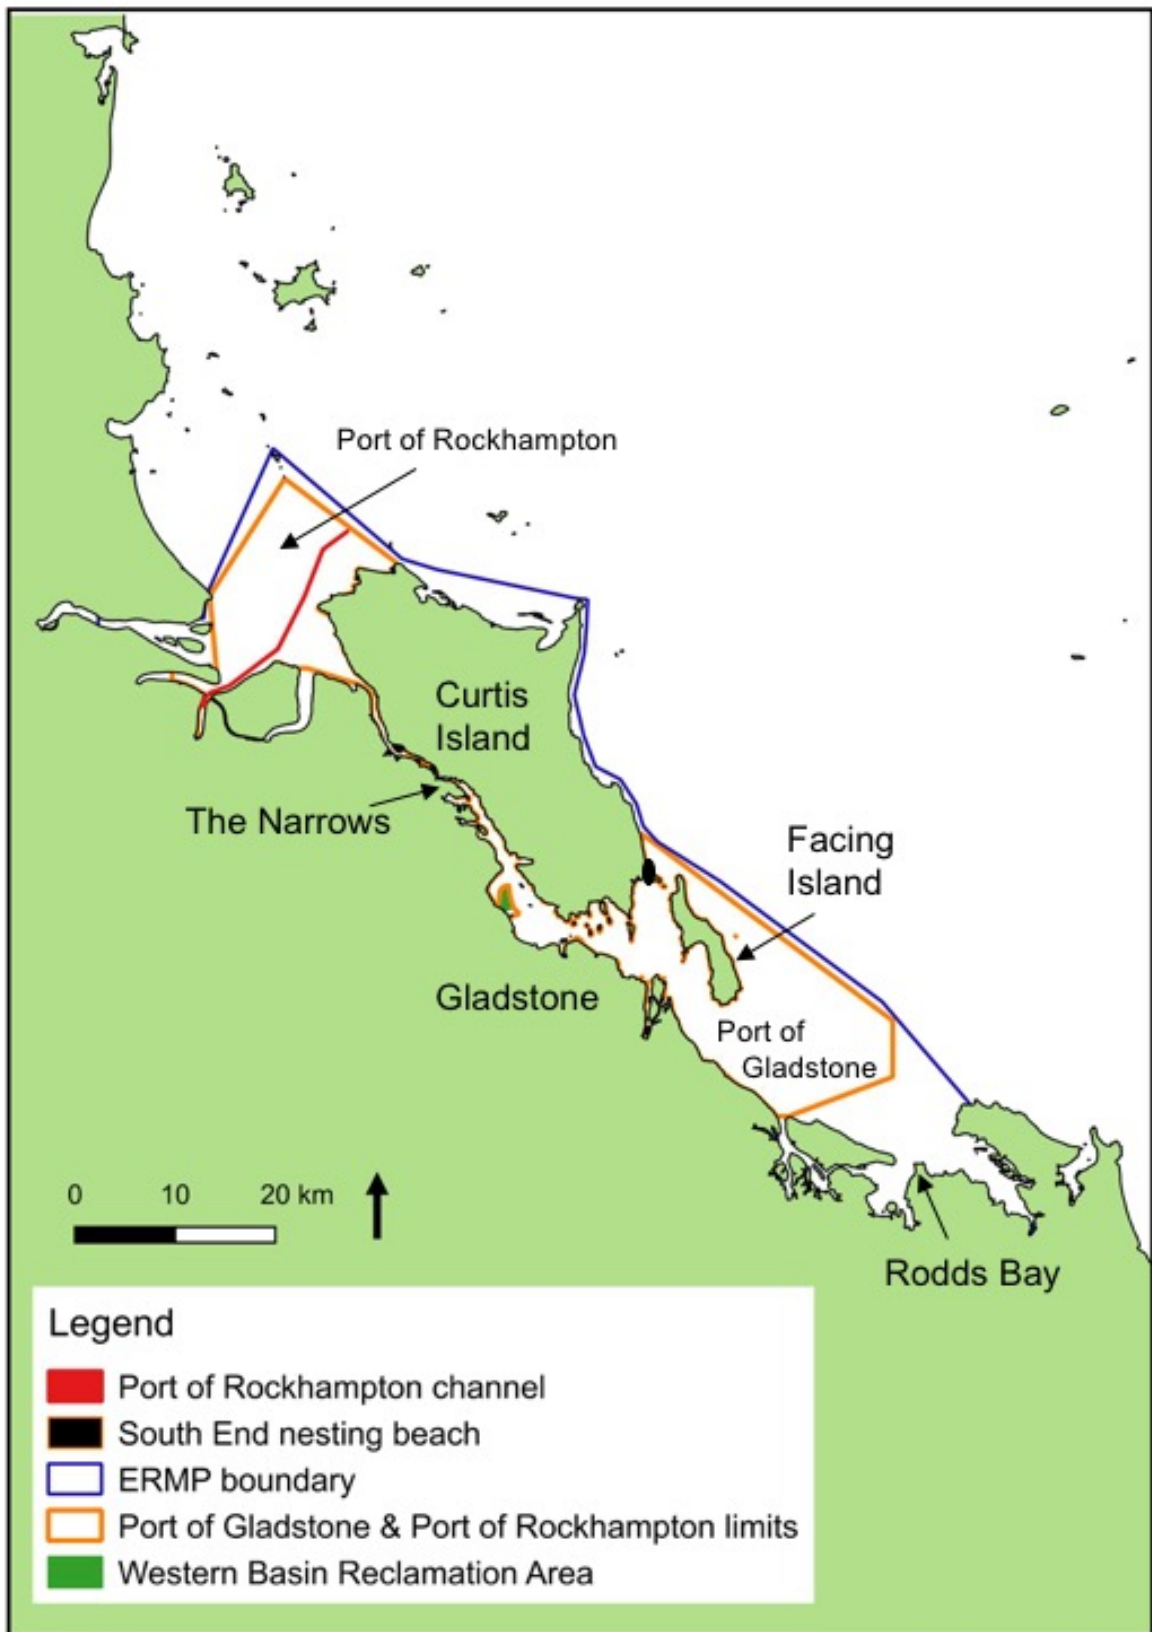 Port of Rockhampton
Curtis
Island
The Narrows
Facing
Island
Gladstone
Port of
Gladstone
0 10 20 km
Rodds Bay
Legend
Port of Rockhampton channel
South End nesting beach
ERMP boundary
Port of Gladstone & Port of Rockhampton limits
Western Basin Reclamation Area